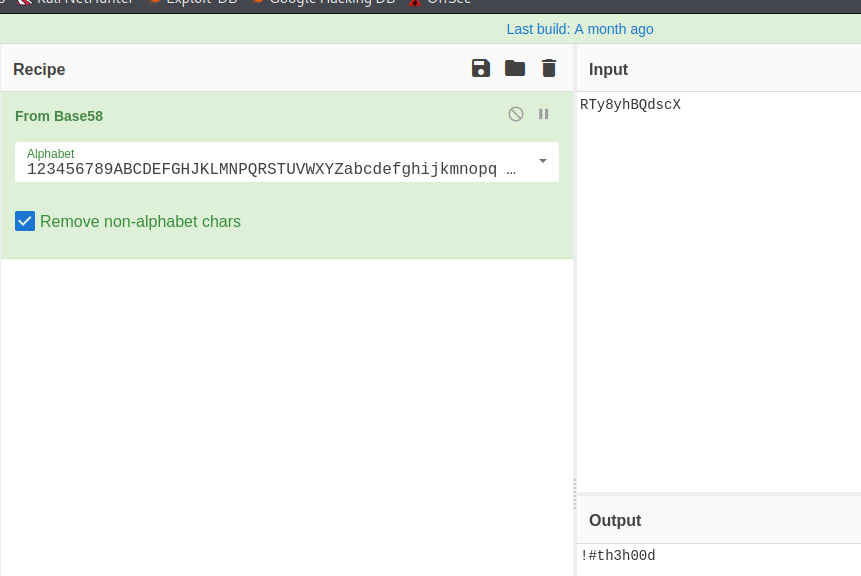 Kali NetHunter Exploit-DB Google Hacking DB OffSec
Last build: A month ago
Recipe
Input
From Base58
RTy8yhBQdscX
Alphabet
123456789ABCDEFGHJKLMNPQRSTUVWXYZabcdefghijkmnopq …
Remove non-alphabet chars
Output
!#th3h00d